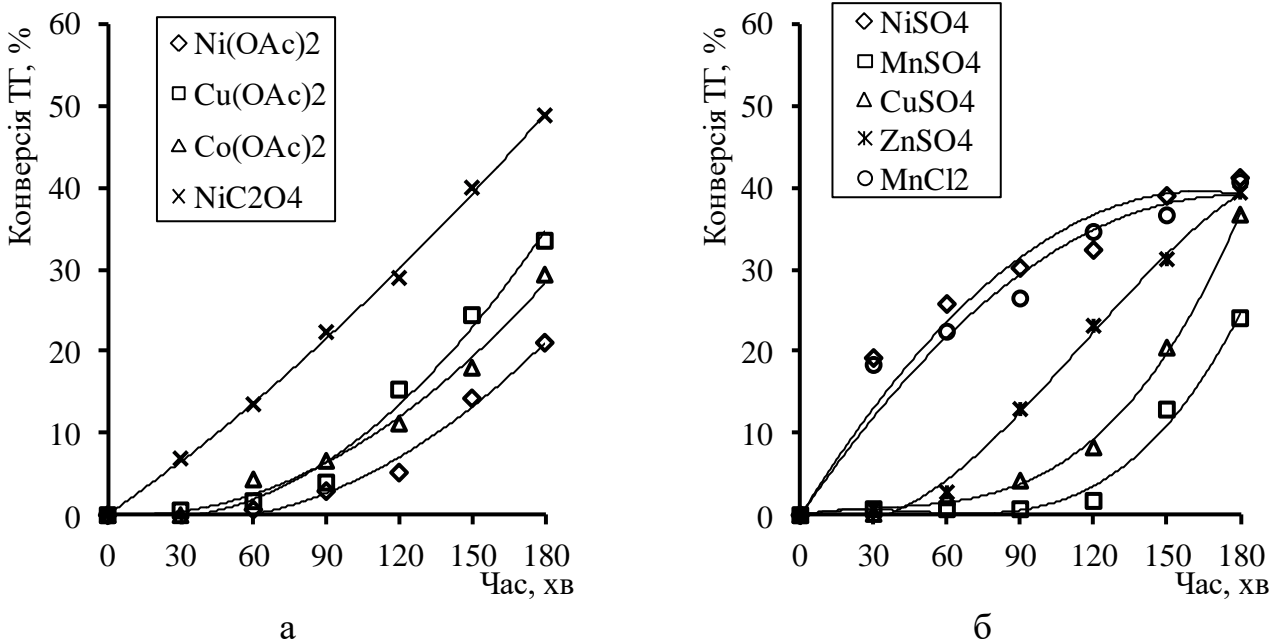 Конверсія ТГ, %
60
50
40
30
20
10
0
Ni(OAc)2
Cu(OAc)2
Co(OAc)2
NiC2O4
0 30 60 90 120 150 180
Час, хв
а
Конверсія ТГ, %
60
50
40
30
20
10
0
NiSO4
MnSO4
CuSO4
ZnSO4
MnCl2
0 30 60 90 120 150 180
Час, хв
б